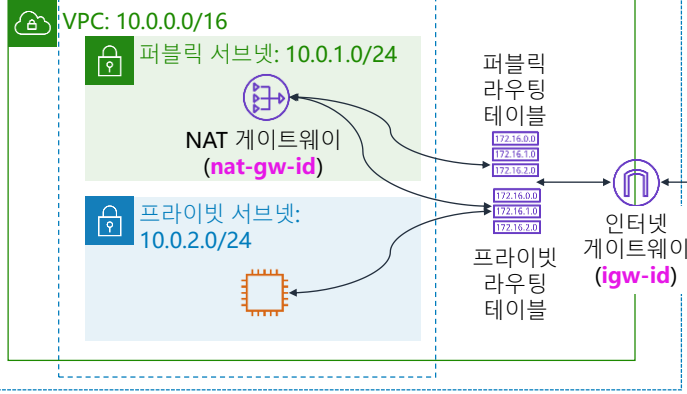 VPC: 10.0.0.0/16
퍼블릭 서브넷: 10.0.1.0/24
NAT 게이트웨이
(nat-gw-id)
퍼블릭
라우팅
테이블
172.16.0.0
172.16.1.0
172.16.2.0
172.16.0.0
172.16.1.0
172.16.2.0
프라이빗
라우팅
테이블
프라이빗 서브넷:
10.0.2.0/24
인터넷
게이트웨이
(igw-id)